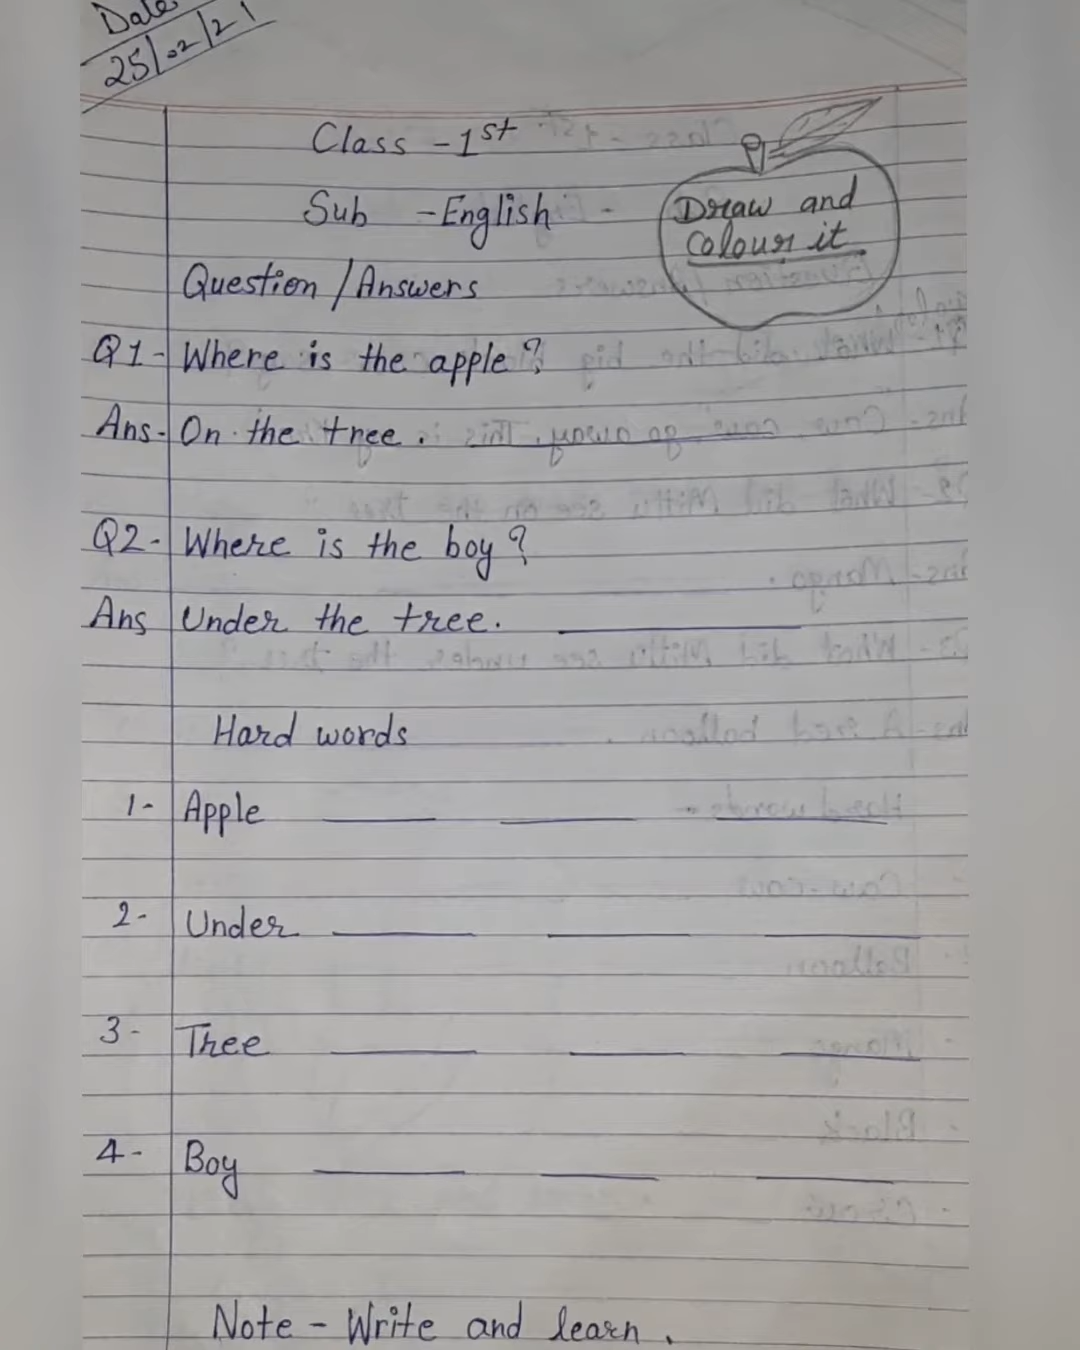 Date
25/02/21
Class - 1st
Sub - English -
Draw and
colour it
Question / Answers
Q1- Where is the apple?
Ans- On the tree.
Q2- Where is the boy?
Ans Under the tree.
Hard words
1- Apple
2- Under
3- Tree
4- Boy
Note - Write and learn.